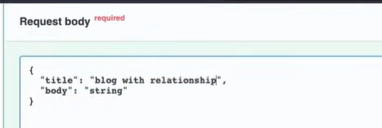 Request body required
{
"title": "blog with relationship",
"body": "string"
}